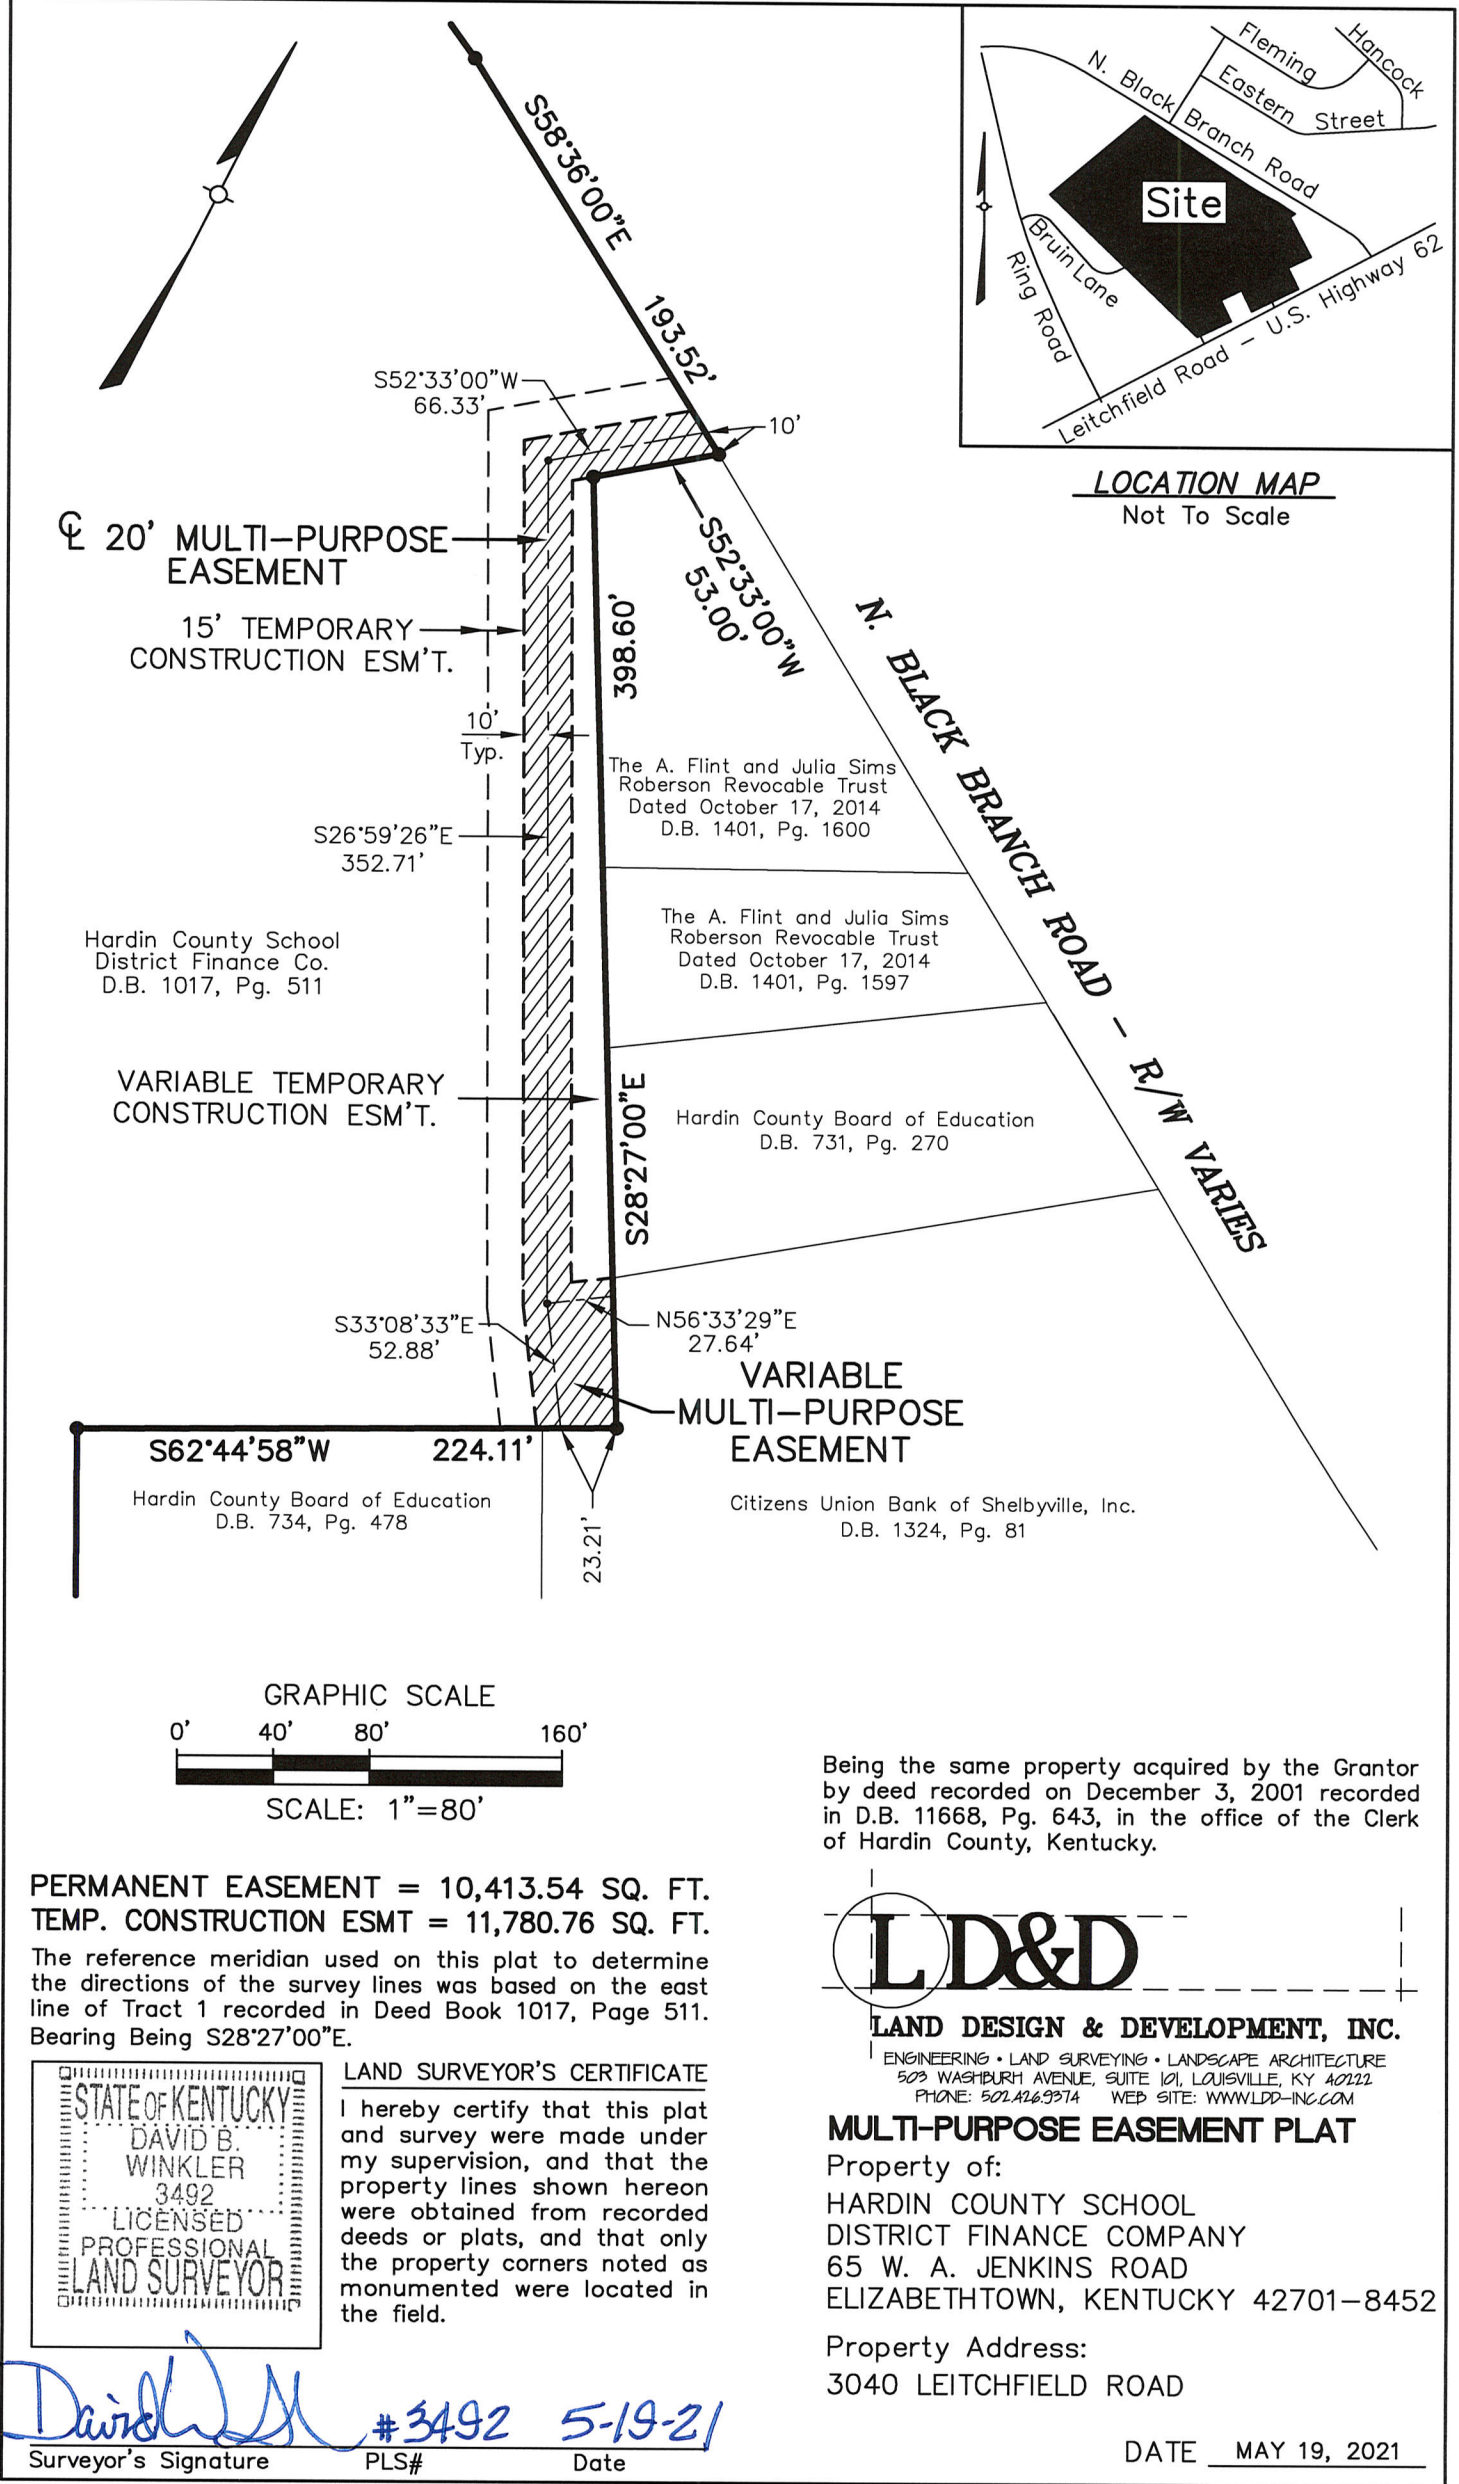 S58°36'00"E
193.52'
S52°33'00"W
66.33'
10'
℄ 20' MULTI-PURPOSE
EASEMENT
15' TEMPORARY
CONSTRUCTION ESM'T.
S52°33'00"W
53.00'
398.60'
10'
Typ.
S26°59'26"E
352.71'
Hardin County School
District Finance Co.
D.B. 1017, Pg. 511
The A. Flint and Julia Sims
Roberson Revocable Trust
Dated October 17, 2014
D.B. 1401, Pg. 1600
The A. Flint and Julia Sims
Roberson Revocable Trust
Dated October 17, 2014
D.B. 1401, Pg. 1597
N. BLACK BRANCH ROAD - R/W VARIES
VARIABLE TEMPORARY
CONSTRUCTION ESM'T.
S28°27'00"E
Hardin County Board of Education
D.B. 731, Pg. 270
S33°08'33"E
52.88'
N56°33'29"E
27.64'
VARIABLE
MULTI-PURPOSE
EASEMENT
S62°44'58"W 224.11'
Hardin County Board of Education
D.B. 734, Pg. 478
23.21'
Citizens Union Bank of Shelbyville, Inc.
D.B. 1324, Pg. 81
Fleming
Hancock
N. Black Branch Road
Eastern Street
Site
Bruin Lane
Ring Road
Leitchfield Road - U.S. Highway 62
LOCATION MAP
Not To Scale
GRAPHIC SCALE
0' 40' 80' 160'
SCALE: 1"=80'
PERMANENT EASEMENT = 10,413.54 SQ. FT.
TEMP. CONSTRUCTION ESMT = 11,780.76 SQ. FT.
The reference meridian used on this plat to determine
the directions of the survey lines was based on the east
line of Tract 1 recorded in Deed Book 1017, Page 511.
Bearing Being S28°27'00"E.
STATE OF KENTUCKY
DAVID B.
WINKLER
3492
LICENSED
PROFESSIONAL
LAND SURVEYOR
LAND SURVEYOR'S CERTIFICATE
I hereby certify that this plat
and survey were made under
my supervision, and that the
property lines shown hereon
were obtained from recorded
deeds or plats, and that only
the property corners noted as
monumented were located in
the field.
#3492 5-19-21
Surveyor's Signature PLS# Date
Being the same property acquired by the Grantor
by deed recorded on December 3, 2001 recorded
in D.B. 11668, Pg. 643, in the office of the Clerk
of Hardin County, Kentucky.
LD&D
LAND DESIGN & DEVELOPMENT, INC.
ENGINEERING • LAND SURVEYING • LANDSCAPE ARCHITECTURE
503 WASHBURH AVENUE, SUITE 101, LOUISVILLE, KY 40222
PHONE: 502.426.9374 WEB SITE: WWW.LDD-INC.COM
MULTI-PURPOSE EASEMENT PLAT
Property of:
HARDIN COUNTY SCHOOL
DISTRICT FINANCE COMPANY
65 W. A. JENKINS ROAD
ELIZABETHTOWN, KENTUCKY 42701-8452
Property Address:
3040 LEITCHFIELD ROAD
DATE MAY 19, 2021